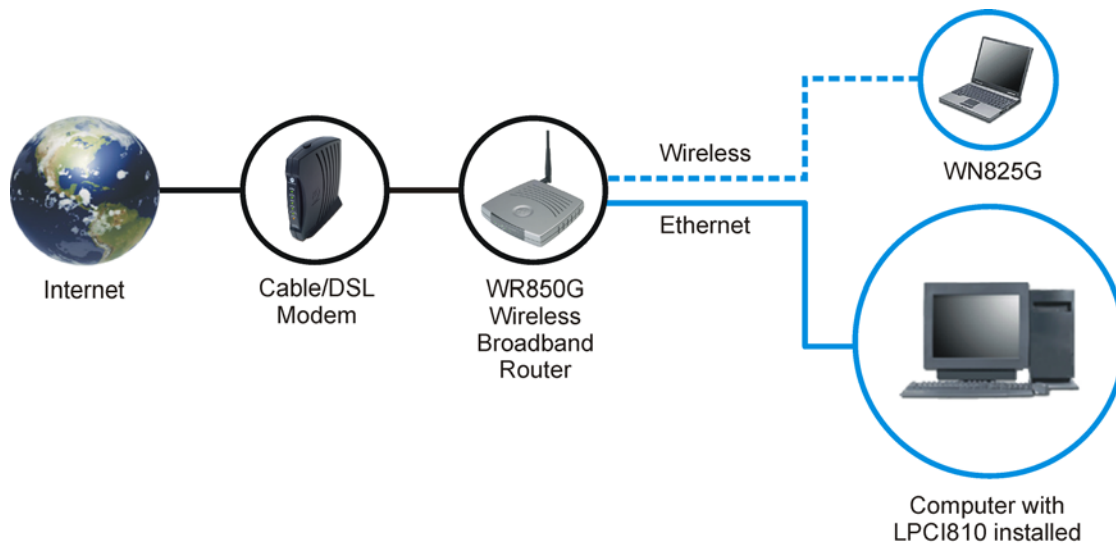 Internet
Cable/DSL
Modem
WR850G
Wireless
Broadband
Router
Wireless
Ethernet
WN825G
Computer with
LPCI810 installed